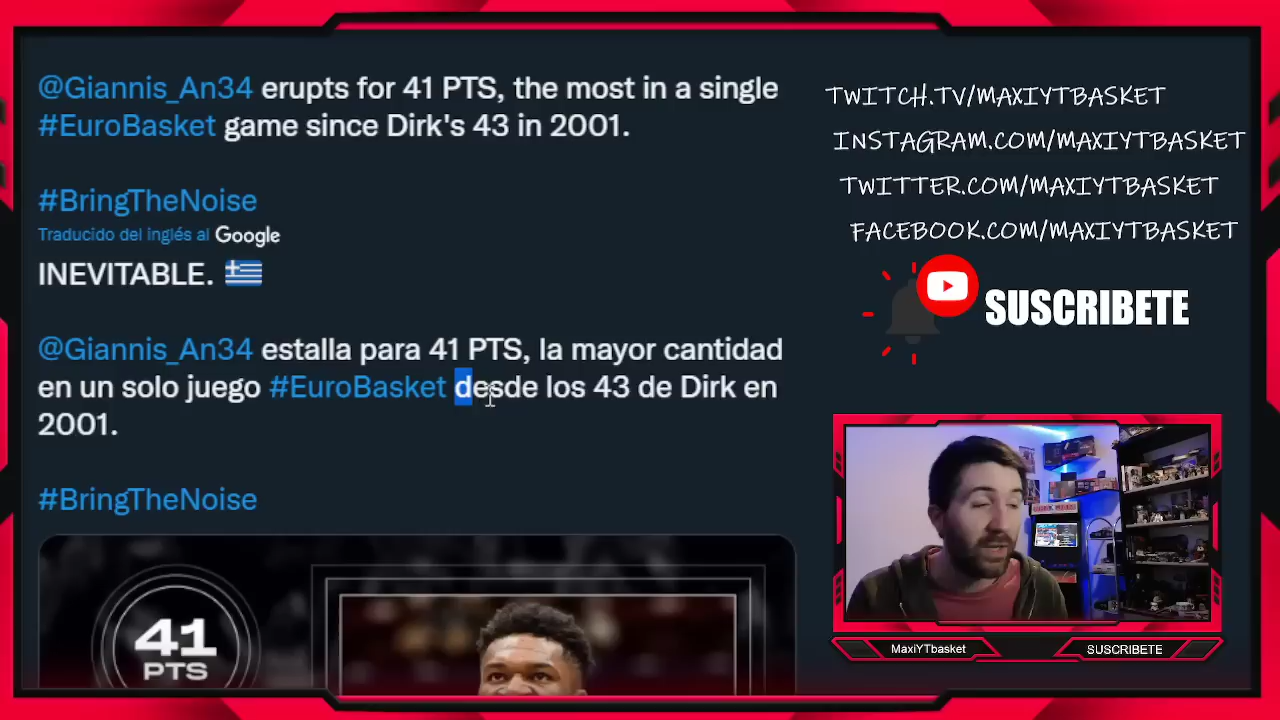 @Giannis_An34 erupts for 41 PTS, the most in a single
#EuroBasket game since Dirk's 43 in 2001.
#BringTheNoise
Traducido del inglés al Google
INEVITABLE. 🇬🇷
@Giannis_An34 estalla para 41 PTS, la mayor cantidad
en un solo juego #EuroBasket desde los 43 de Dirk en
2001.
#BringTheNoise
41
PTS
TWITCH.TV/MAXIYTBASKET
INSTAGRAM.COM/MAXIYTBASKET
TWITTER.COM/MAXIYTBASKET
FACEBOOK.COM/MAXIYTBASKET
SUSCRIBETE
MaxiYTbasket
SUSCRIBETE